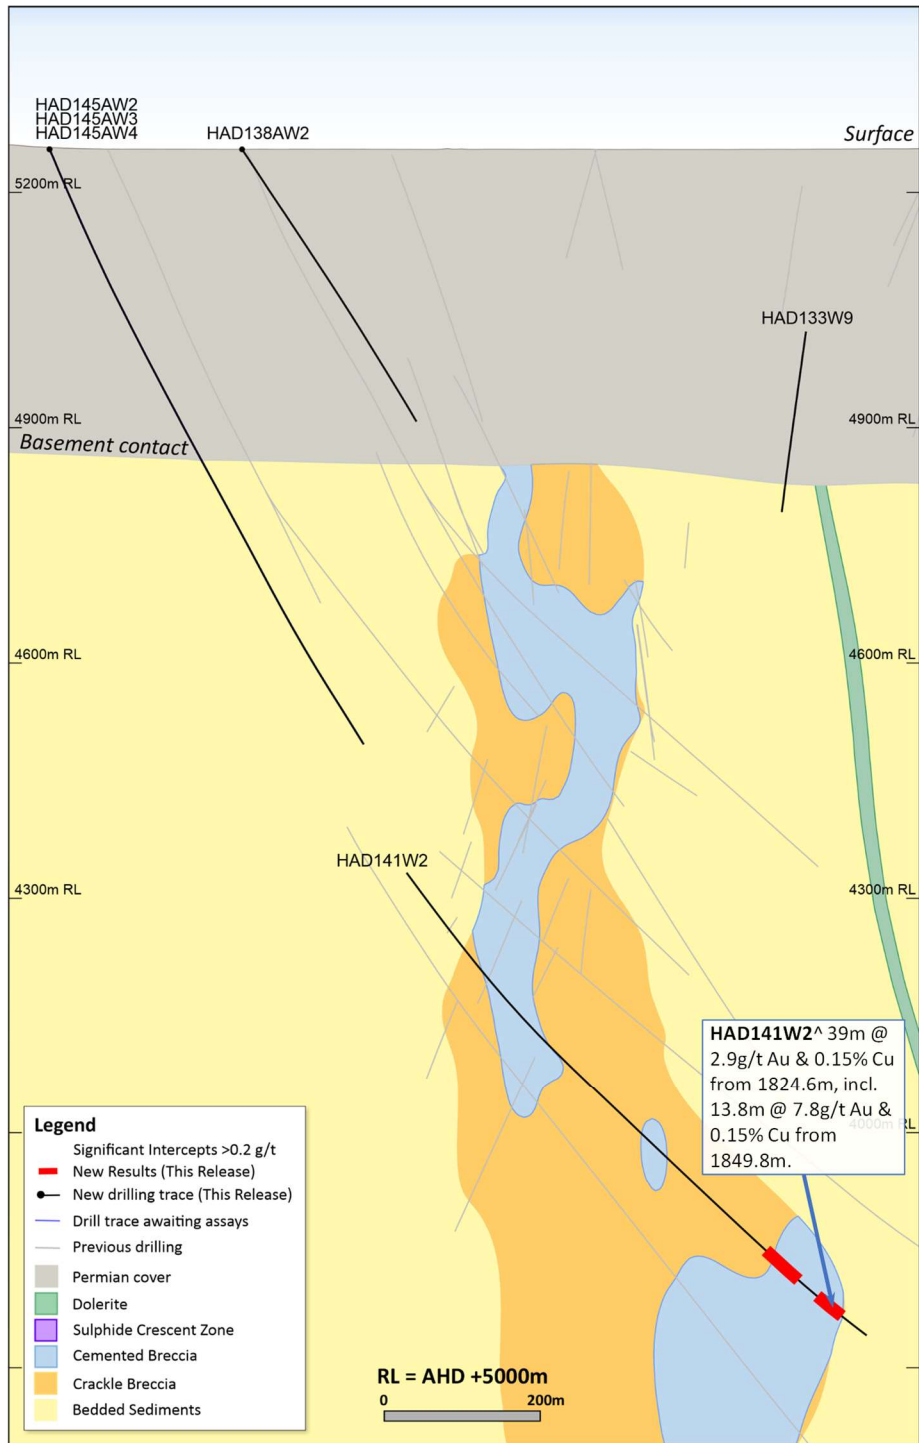 HAD145AW2
HAD145AW3
HAD145AW4
HAD138AW2
Surface
5200m RL
HAD133W9
4900m RL
4900m RL
Basement contact
4600m RL
4600m RL
HAD141W2
4300m RL
4300m RL
HAD141W2^ 39m @
2.9g/t Au & 0.15% Cu
from 1824.6m, incl.
13.8m @ 7.8g/t Au &
0.15% Cu from
1849.8m.
4000m RL
Legend
Significant Intercepts >0.2 g/t
New Results (This Release)
New drilling trace (This Release)
Drill trace awaiting assays
Previous drilling
Permian cover
Dolerite
Sulphide Crescent Zone
Cemented Breccia
Crackle Breccia
Bedded Sediments
RL = AHD +5000m
0 200m